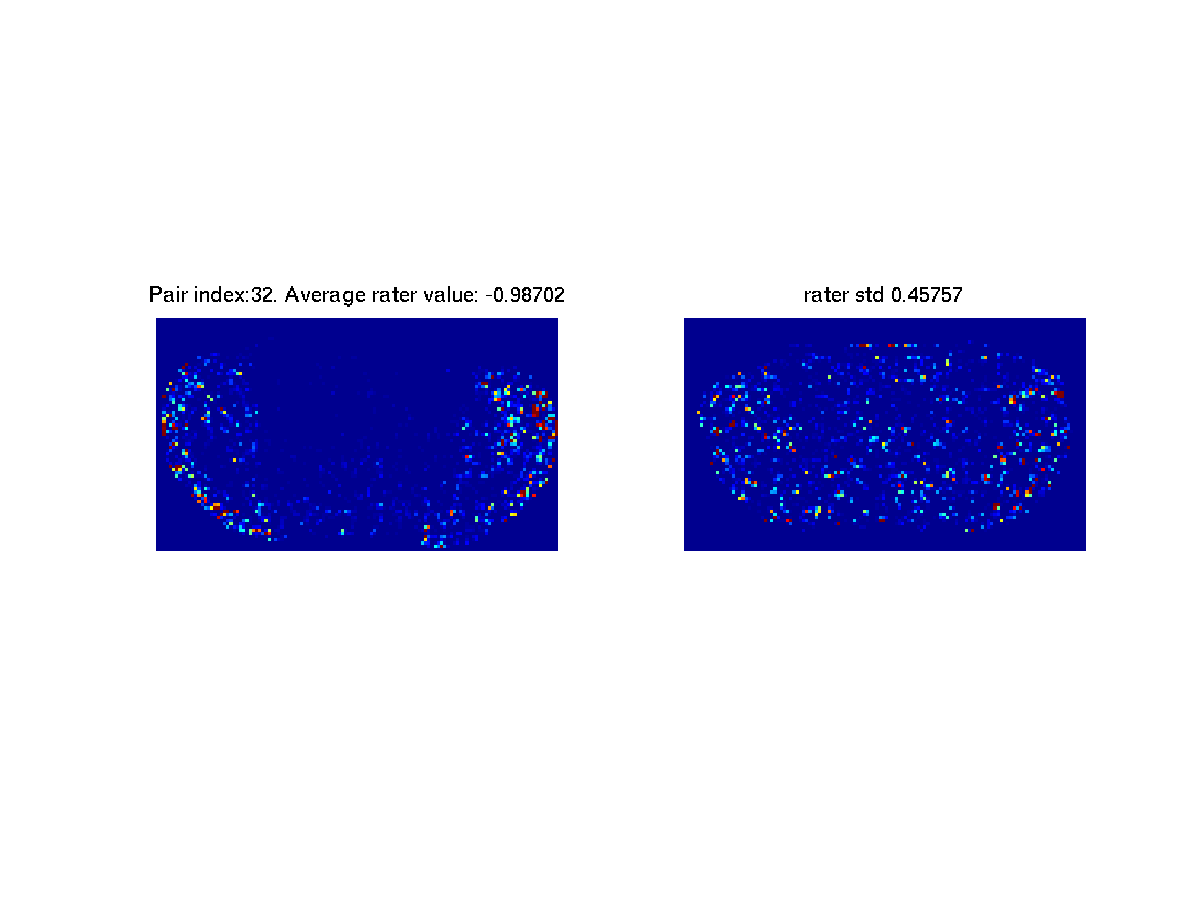 Pair index:32. Average rater value: -0.98702
rater std 0.45757